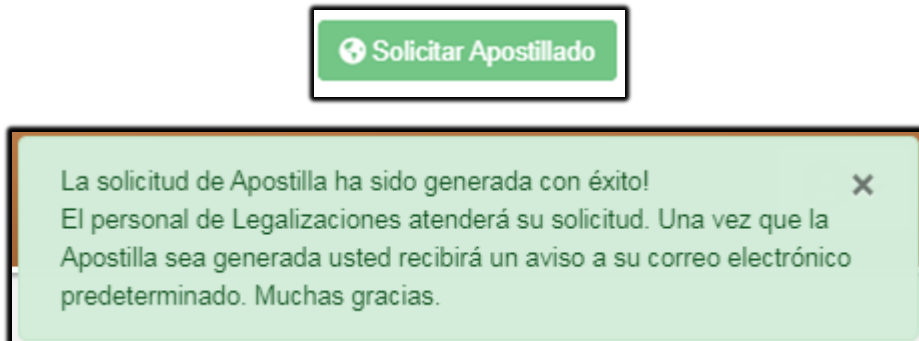 Solicitar Apostillado
La solicitud de Apostilla ha sido generada con éxito!
El personal de Legalizaciones atenderá su solicitud. Una vez que la
Apostilla sea generada usted recibirá un aviso a su correo electrónico
predeterminado. Muchas gracias.